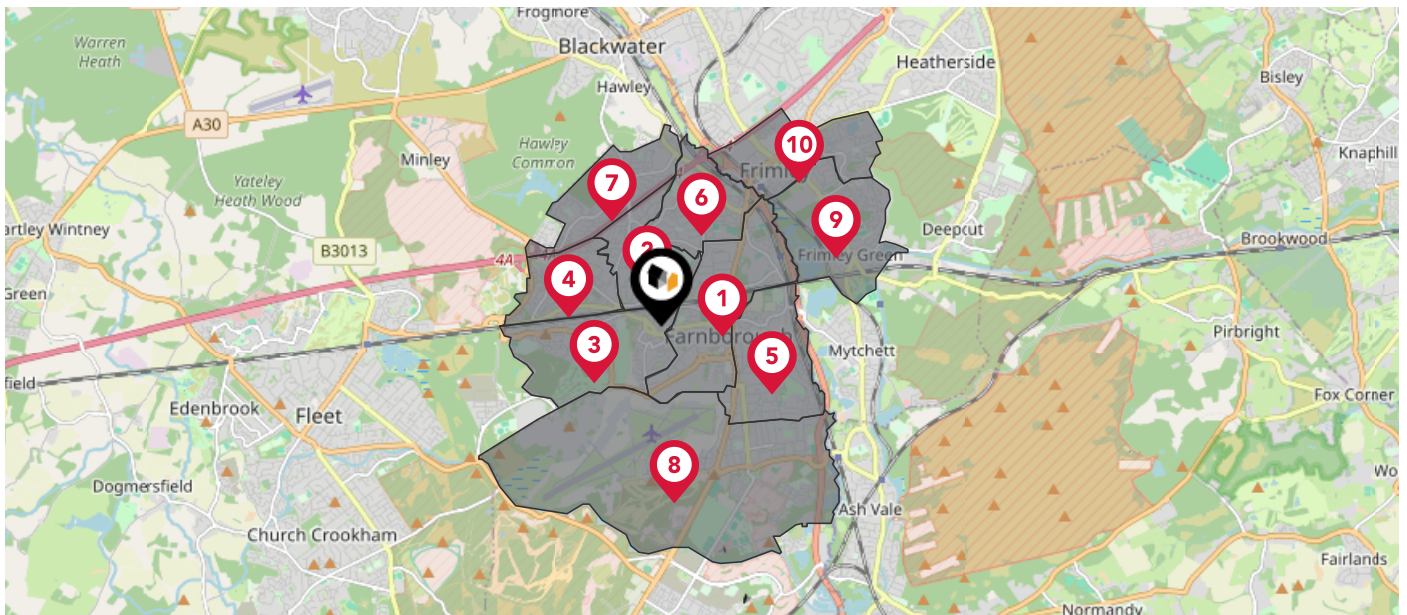 Frogmore
Warren
Heath
Blackwater
Heatherside
Bisley
Hawley
A30
10
Hawley
Common
Knaphill
Minley
7
Yateley
Heath Wood
6
9
artley Wintney
B3013
Deepcut
Brookwood
2
Frimley Green
4A
4
1
Green
Pirbright
3
Farnborough
5
Mytchett
field
Edenbrook
Fleet
Fox Corner
8
Wo
Dogmersfield
Ash Vale
Church Crookham
Fairlands
Normandy